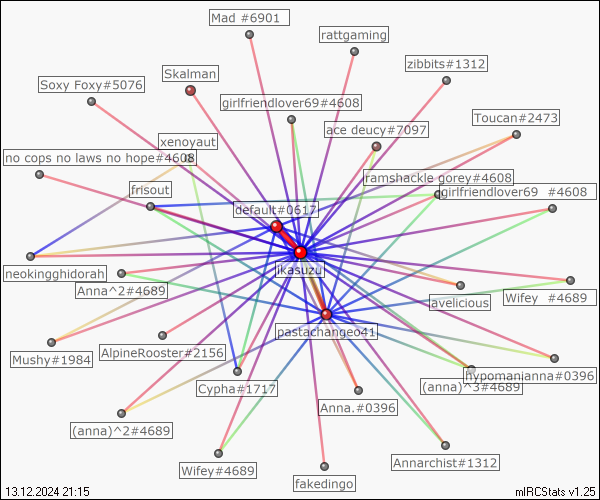 Mad #6901
rattgaming
zibbits#1312
Skalman
Soxy Foxy#5076
girlfriendlover69#4608
Toucan#2473
ace deucy#7097
xenoyaut
no cops no laws no hope#4608
ramshackle gorey#4608
frisout
girlfriendlover69 #4608
default#0617
ikasuzu
neokingghidorah
Anna^2#4689
avelicious
Wifey #4689
pastachangeo41
Mushy#1984
AlpineRooster#2156
hypomanianna#0396
Cypha#1717
(anna)^3#4689
Anna.#0396
(anna)^2#4689
Annarchist#1312
Wifey#4689
fakedingo
13.12.2024 21:15
mIRCStats v1.25